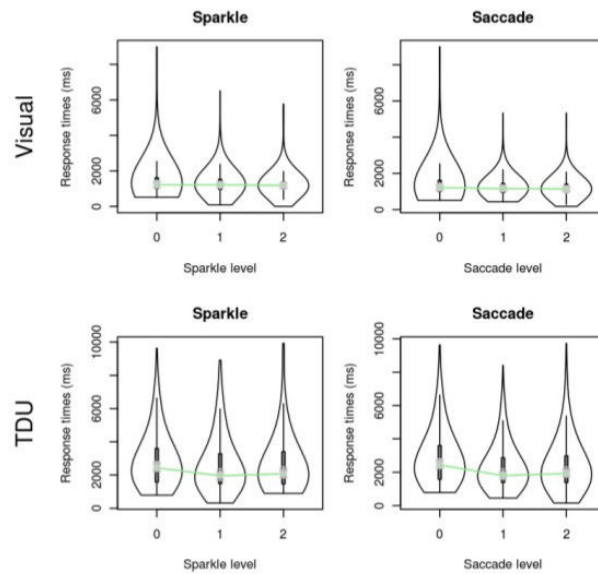 Sparkle
Saccade
Visual
Response times (ms)
0 2000 6000
0 1 2
Sparkle level
Response times (ms)
0 2000 6000
0 1 2
Saccade level
Sparkle
Saccade
TDU
Response times (ms)
0 2000 6000 10000
0 1 2
Sparkle level
Response times (ms)
0 2000 6000 10000
0 1 2
Saccade level